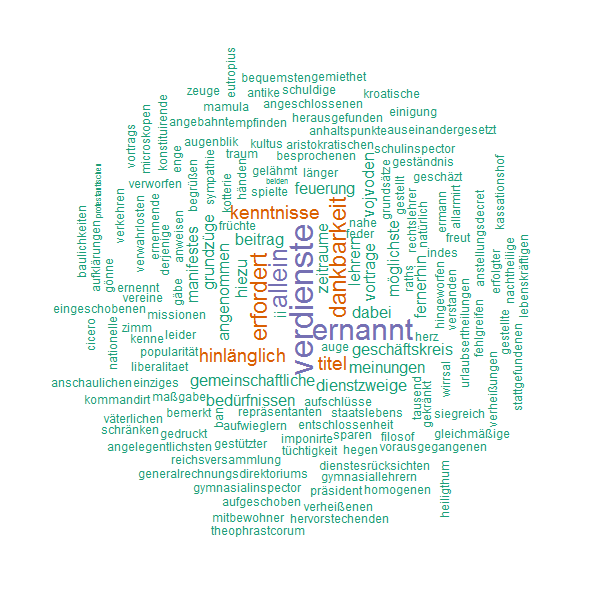 eutropius
bequemsten
gemiethet
zeuge
antike
schuldige
kroatische
mamula
angeschlossenen
konstituirende
angebahnt
empfinden
herausgefunden
einigung
vortrags
microskopen
anhaltspunkte
auseinandergesetzt
augenblik
kultus
aristokratischen
schulinspector
enge
sympathie
traum
besprochenen
geständnis
begrüßen
gelähmt
länger
geschäzt
kassationshof
protestantischen
verworfen
kotterie
händen
beiden
spielte
feuerung
vojvoden
grundsätze
gestellt
verkehren
verwahrlosten
ernennende
derjenige
anweisen
kenntnisse
dankbarkeit
nahe
rechtslehrer
natürlich
ermann
allarmirt
baulichkeiten
aufklärungen
manifestes
grundzüge
früchte
verdienste
feder
freut
anstellungsdecret
gönne
angenommen
beitrag
zeiträume
lehrern
vortrage
möglichste
indes
erfolgter
nachtheilige
lebenskräftigen
ernennt
gäbe
hiezu
erfordert
allein
raths
fernerhin
hingeworfen
verstanden
vereine
eingeschobenen
missionen
ii
dabei
urlaubsertheilungen
fehlgreifen
cicero
zimm
leider
ernannt
herz
gestellte
stattgefundenen
nationelle
kenne
popularität
hinlänglich
auge
geschäftskreis
wirrsal
verheißungen
liberalitaet
titel
meinungen
anschaulichen
einziges
gemeinschaftliche
dienstzweige
tausend
gekränkt
kommandirt
maßgabe
bedürfnissen
aufschlüsse
väterlichen
bemerkt
ban
repräsentanten
staatslebens
siegreich
schränken
gedruckt
aufwieglern
entschlossenheit
gleichmäßige
angelegentlichsten
gestützter
imponirte
sparen
filosof
reichsversammlung
tüchtigkeit
hegen
vorausgegangenen
generalrechnungsdirektoriums
dienstesrücksichten
heiligthum
gymnasialinspector
gymnasiallehrern
aufgeschoben
präsident
homogenen
verheißenen
mitbewohner
hervorstechenden
theophrastcorum